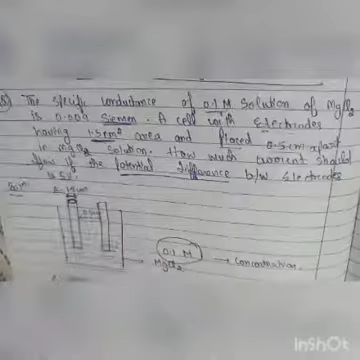 The specific conductance of 0.1M solution of MgCl2
is 0.009 Siemen. A cell with Electrodes
having 1.5cm² area and placed 0.5cm apart
in MgCl2 solution. How much current should
flow if the potential difference b/w Electrodes
is 5V
Solⁿ
0.1 M
MgCl2
→ Concentration.
InShOt